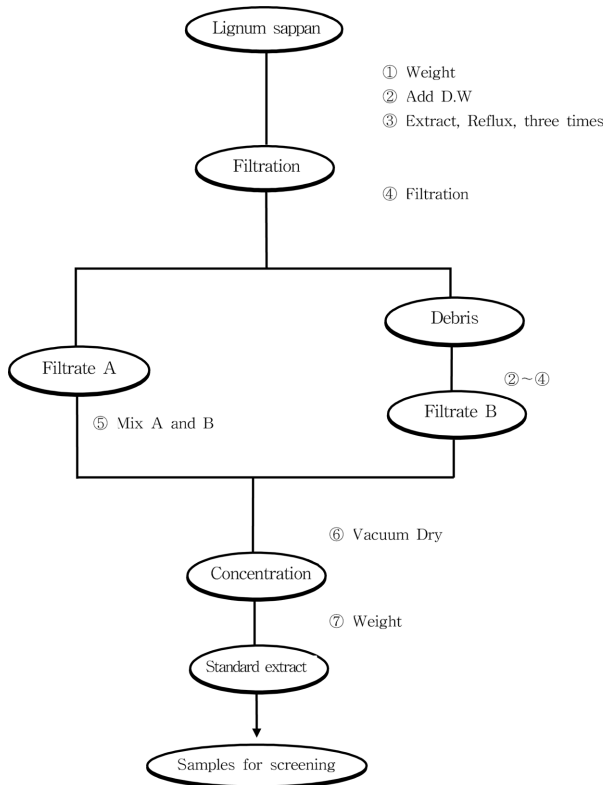 Lignum sappan
① Weight
② Add D.W
③ Extract, Reflux, three times
Filtration
④ Filtration
Debris
Filtrate A
②～④
Filtrate B
⑤ Mix A and B
⑥ Vacuum Dry
Concentration
⑦ Weight
Standard extract
Samples for screening